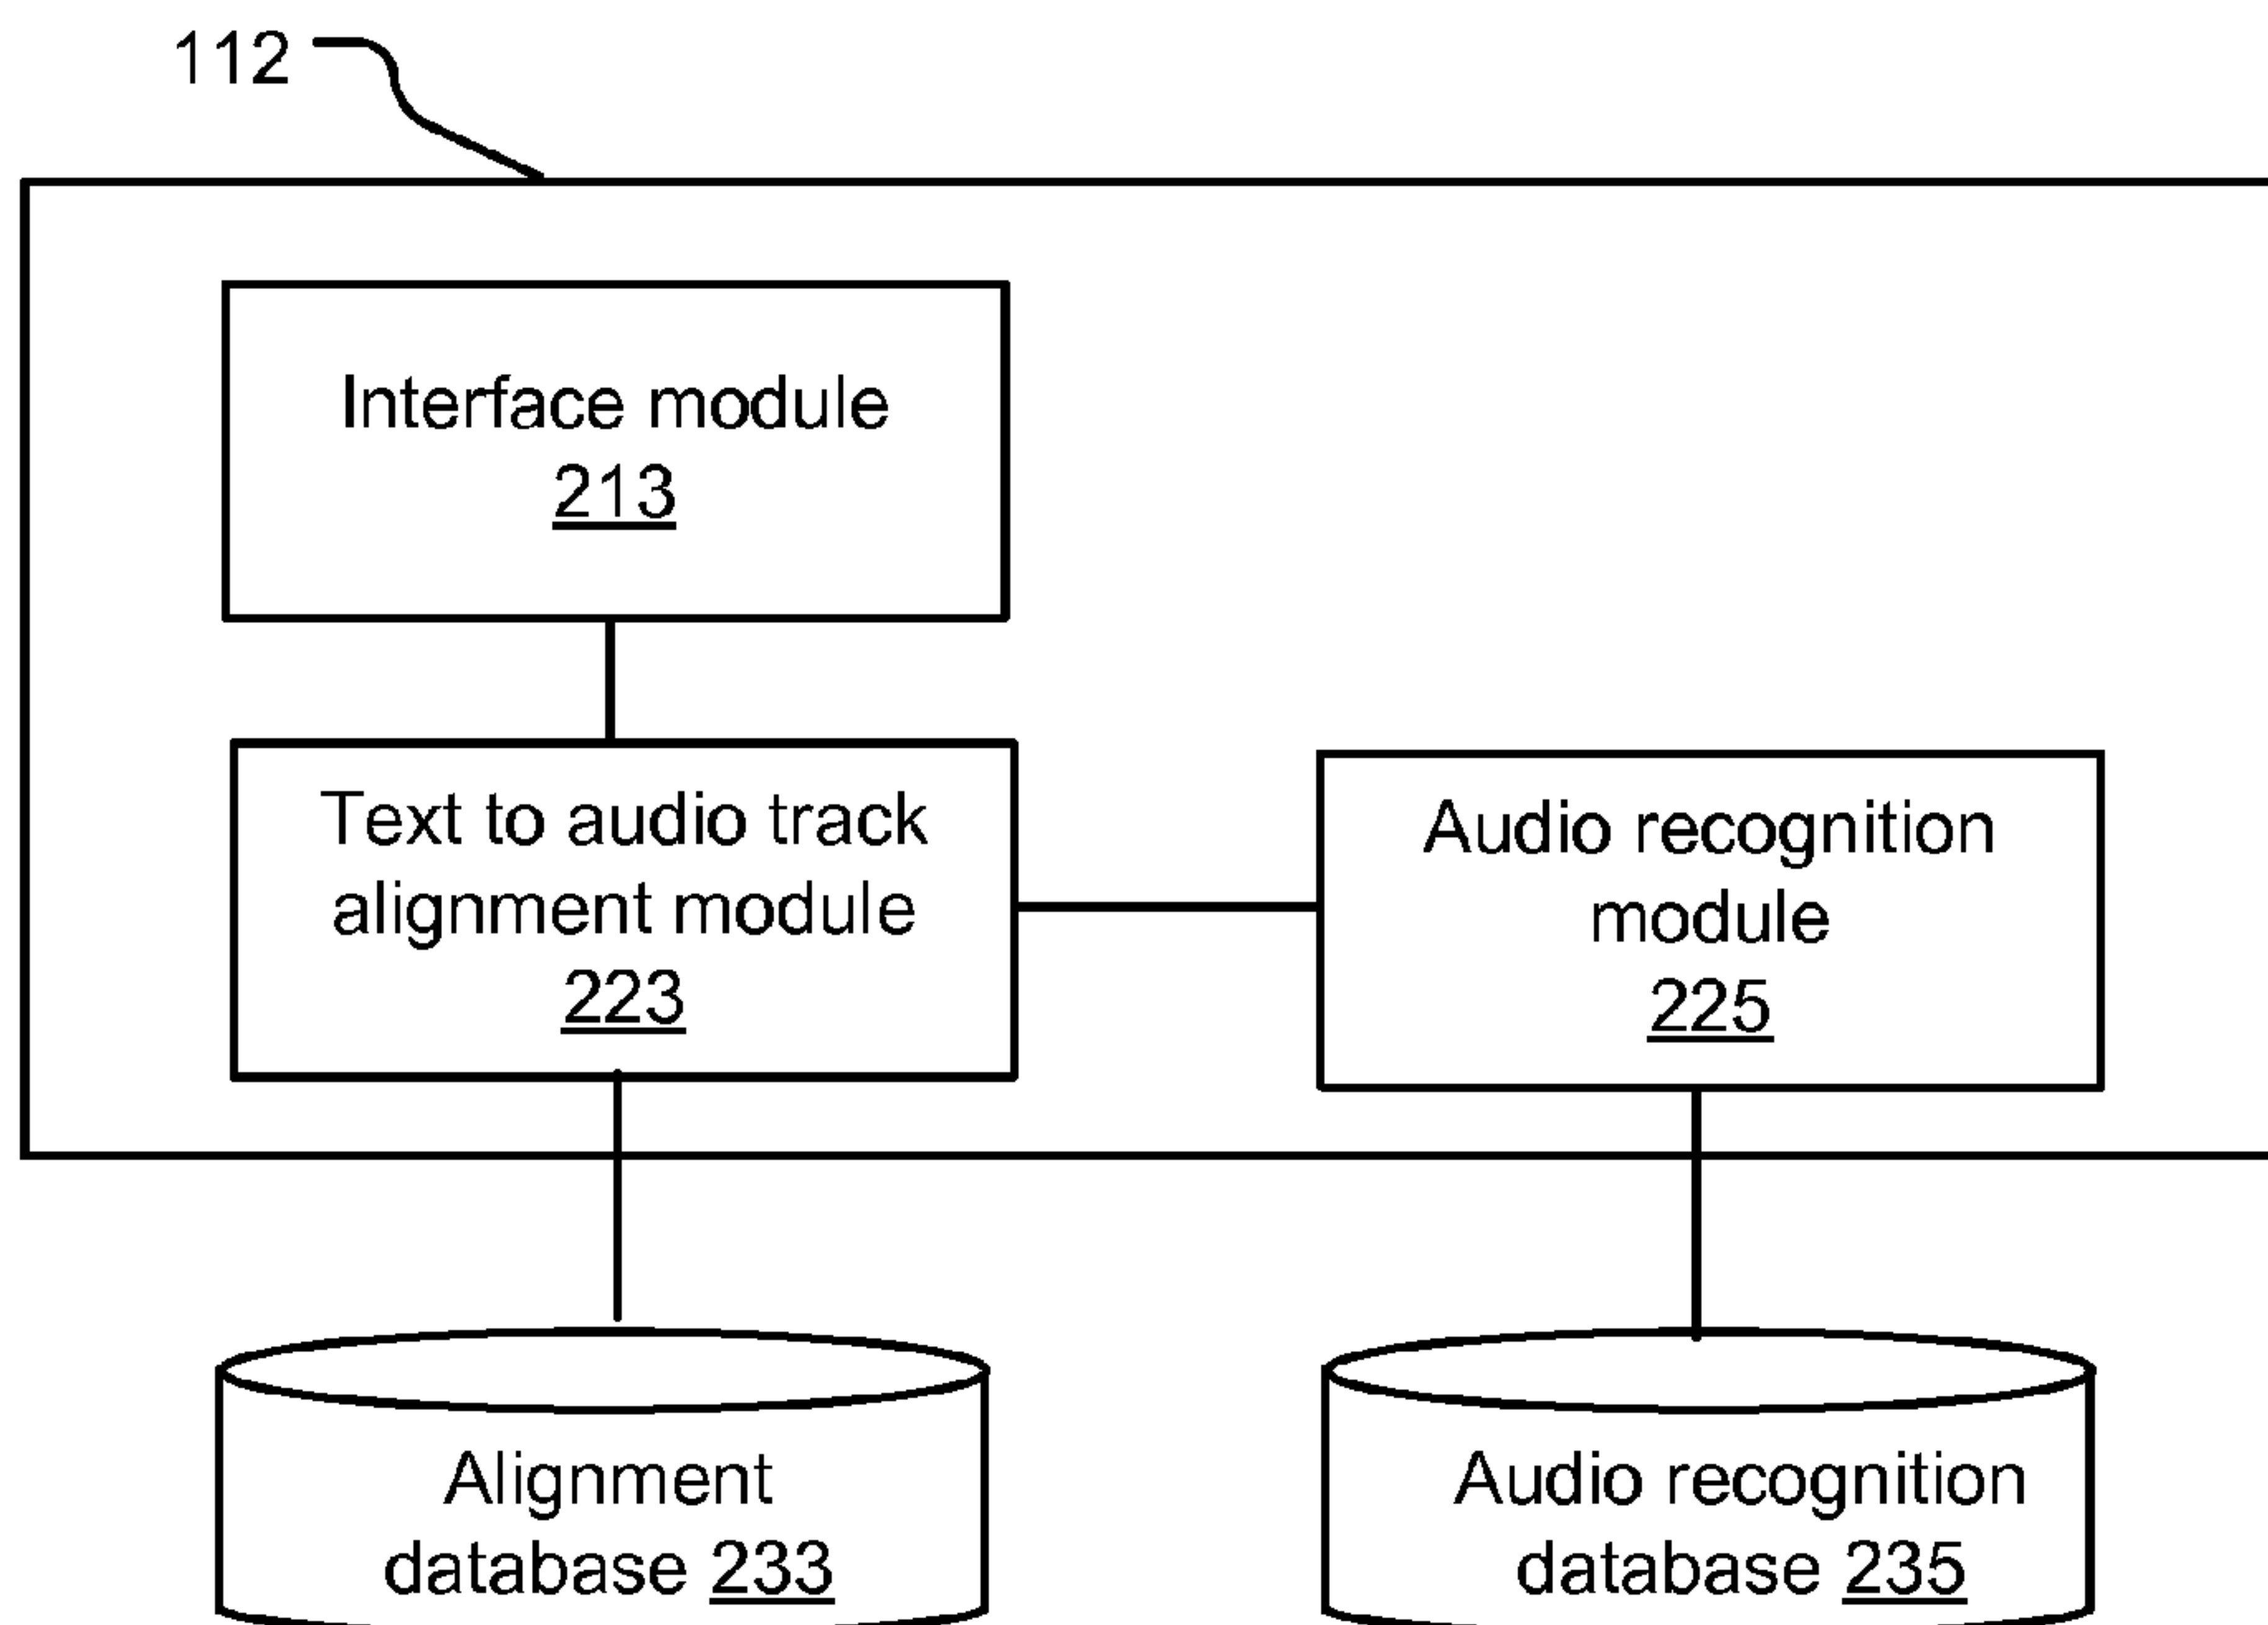 112
Interface module
213
Text to audio track
alignment module
223
Audio recognition
module
225
Alignment
database 233
Audio recognition
database 235